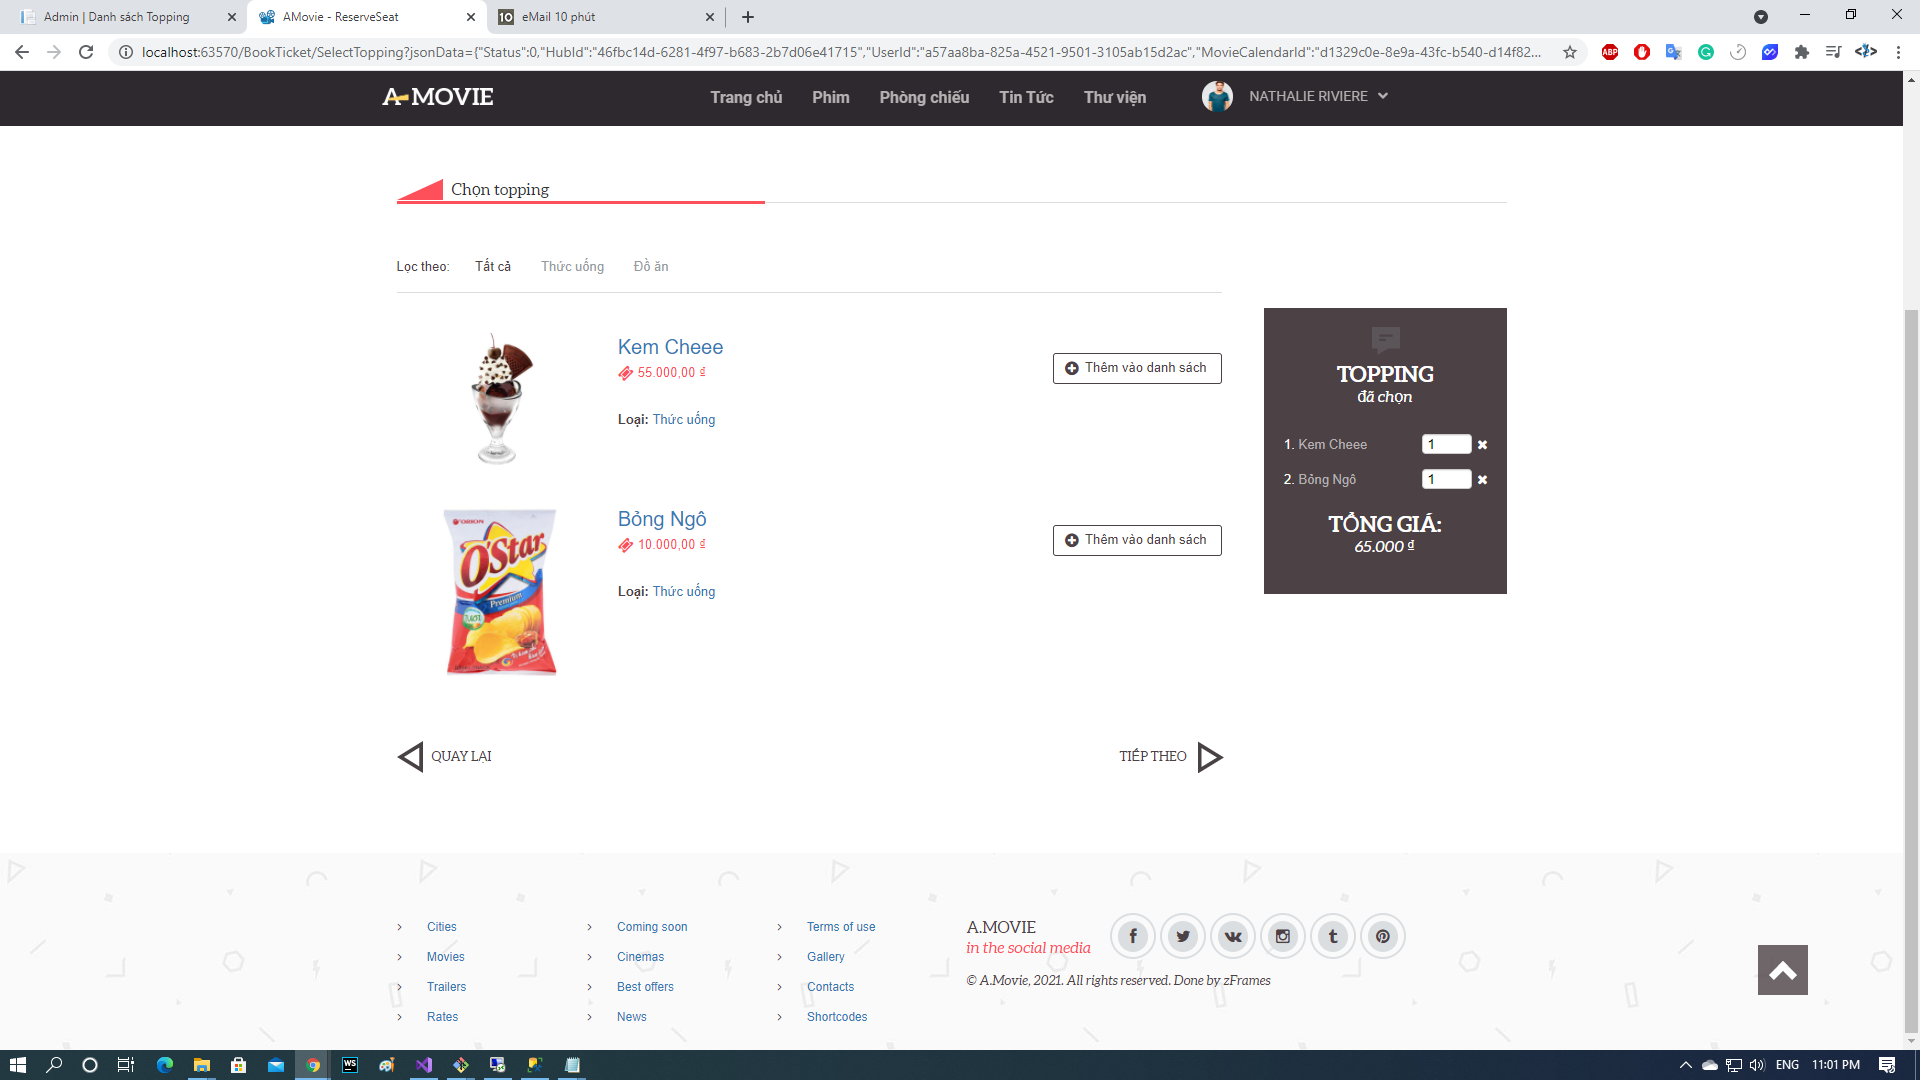 Admin | Danh sách Topping
AMovie - ReserveSeat
10 eMail 10 phút
localhost:63570/BookTicket/SelectTopping?jsonData={"Status":0,"HubId":"46fbc14d-6281-4f97-b683-2b7d06e41715","UserId":"a57aa8ba-825a-4521-9501-3105ab15d2ac","MovieCalendarId":"d1329c0e-8e9a-43fc-b540-d14f82...
ABP
A-MOVIE
Trang chủ
Phim
Phòng chiếu
Tin Tức
Thư viện
NATHALIE RIVIERE
Chọn topping
Lọc theo:
Tất cả
Thức uống
Đồ ăn
Kem Cheee
55.000,00 ₫
Loại: Thức uống
Thêm vào danh sách
ORION
O'Star
Premium
Bỏng Ngô
10.000,00 ₫
Loại: Thức uống
Thêm vào danh sách
TOPPING
đã chọn
1. Kem Cheee 1
2. Bỏng Ngô 1
TỔNG GIÁ:
65.000 ₫
QUAY LẠI
TIẾP THEO
Cities
Movies
Trailers
Rates
Coming soon
Cinemas
Best offers
News
Terms of use
Gallery
Contacts
Shortcodes
A.MOVIE
in the social media
© A.Movie, 2021. All rights reserved. Done by zFrames
WS
ENG
11:01 PM